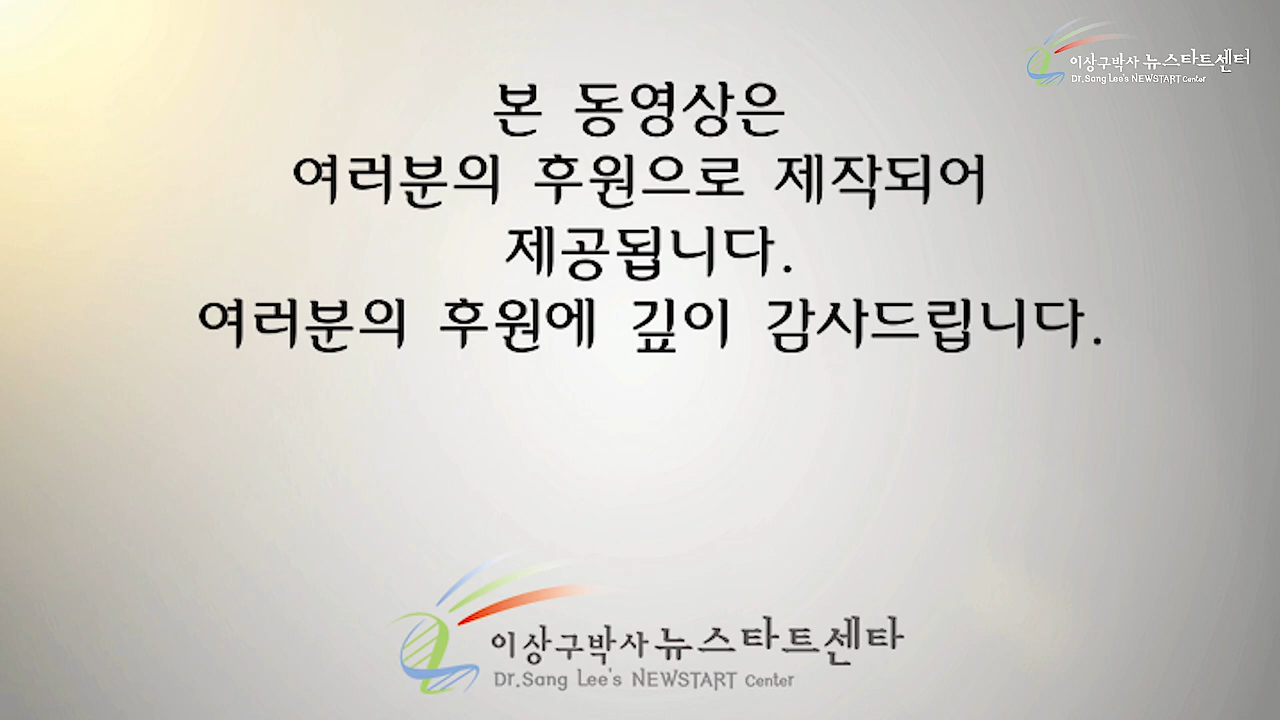 이상구박사 뉴스타트센터
Dr.Sang Lee's NEWSTART Center
본 동영상은
여러분의 후원으로 제작되어
제공됩니다.
여러분의 후원에 깊이 감사드립니다.
이상구박사 뉴스타트센타
Dr.Sang Lee's NEWSTART Center